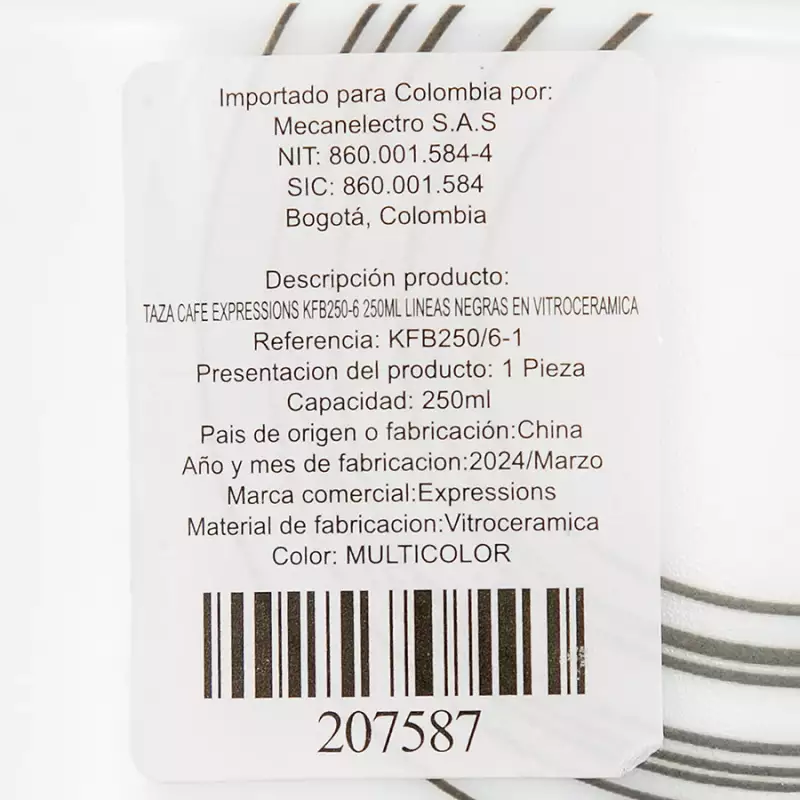 Importado para Colombia por:
Mecanelectro S.A.S
NIT: 860.001.584-4
SIC: 860.001.584
Bogotá, Colombia
Descripción producto:
TAZA CAFE EXPRESSIONS KFB250-6 250ML LINEAS NEGRAS EN VITROCERAMICA
Referencia: KFB250/6-1
Presentacion del producto: 1 Pieza
Capacidad: 250ml
Pais de origen o fabricación:China
Año y mes de fabricacion:2024/Marzo
Marca comercial:Expressions
Material de fabricacion:Vitroceramica
Color: MULTICOLOR
207587